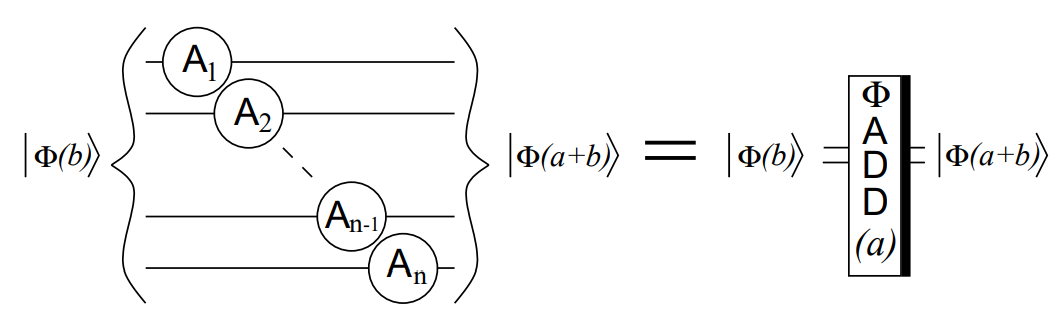 A₁
A₂
|Φ(b)⟩
|Φ(a+b)⟩ = |Φ(b)⟩
Φ
A
D
D
(a)
|Φ(a+b)⟩
Aₙ₋₁
Aₙ